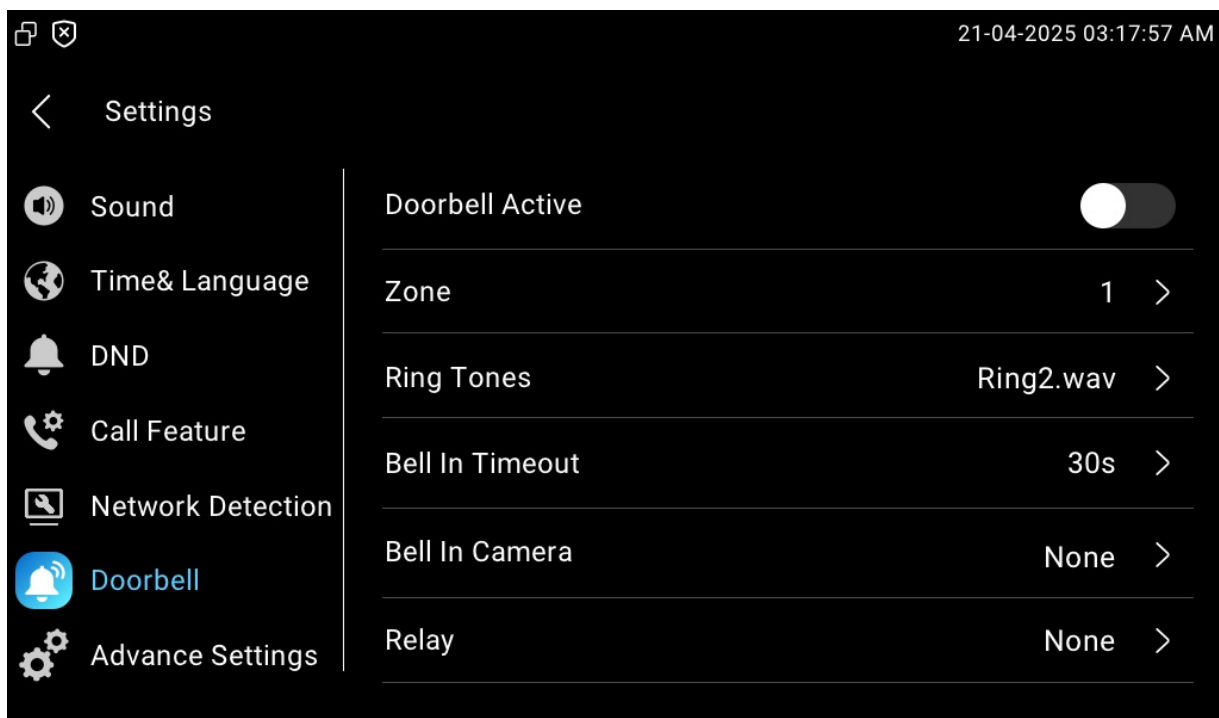 21-04-2025 03:17:57 AM
Settings
Sound
Time& Language
DND
Call Feature
Network Detection
Doorbell
Advance Settings
Doorbell Active
Zone 1
Ring Tones Ring2.wav
Bell In Timeout 30s
Bell In Camera None
Relay None